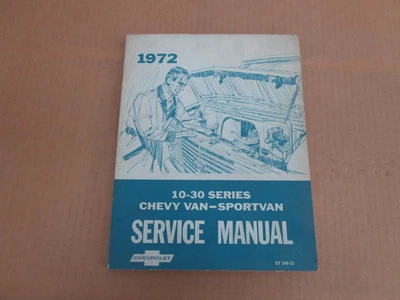 1972
10-30 SERIES
CHEVY VAN-SPORTVAN
SERVICE MANUAL
CHEVROLET